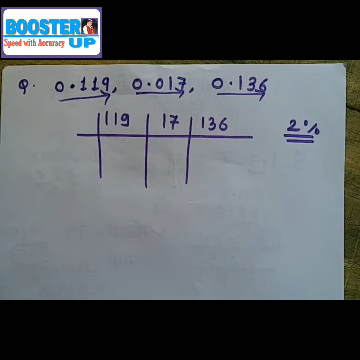 BOOSTER
Speed with Accuracy UP
Q. 0.119, 0.017, 0.136
119 17 136
2%